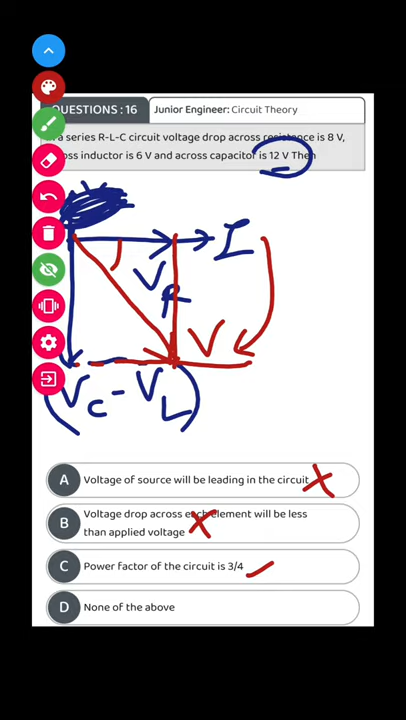 QUESTIONS : 16
Junior Engineer: Circuit Theory
a series R-L-C circuit voltage drop across resistance is 8 V,
oss inductor is 6 V and across capacitor is 12 V Then
I
V
R
V
(Vc - VL)
A Voltage of source will be leading in the circuit
B Voltage drop across each element will be less
than applied voltage
C Power factor of the circuit is 3/4
D None of the above